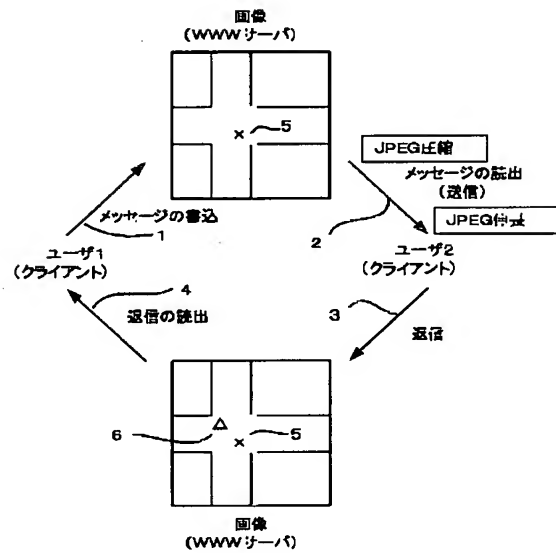 画像
(WWWサーバ)
5
JPEG圧縮
メッセージの読出
(送信)
メッセージの書込
1
2
JPEG伸長
ユーザ1
(クライアント)
ユーザ2
(クライアント)
4
返信の読出
3
返信
6
5
画像
(WWWサーバ)